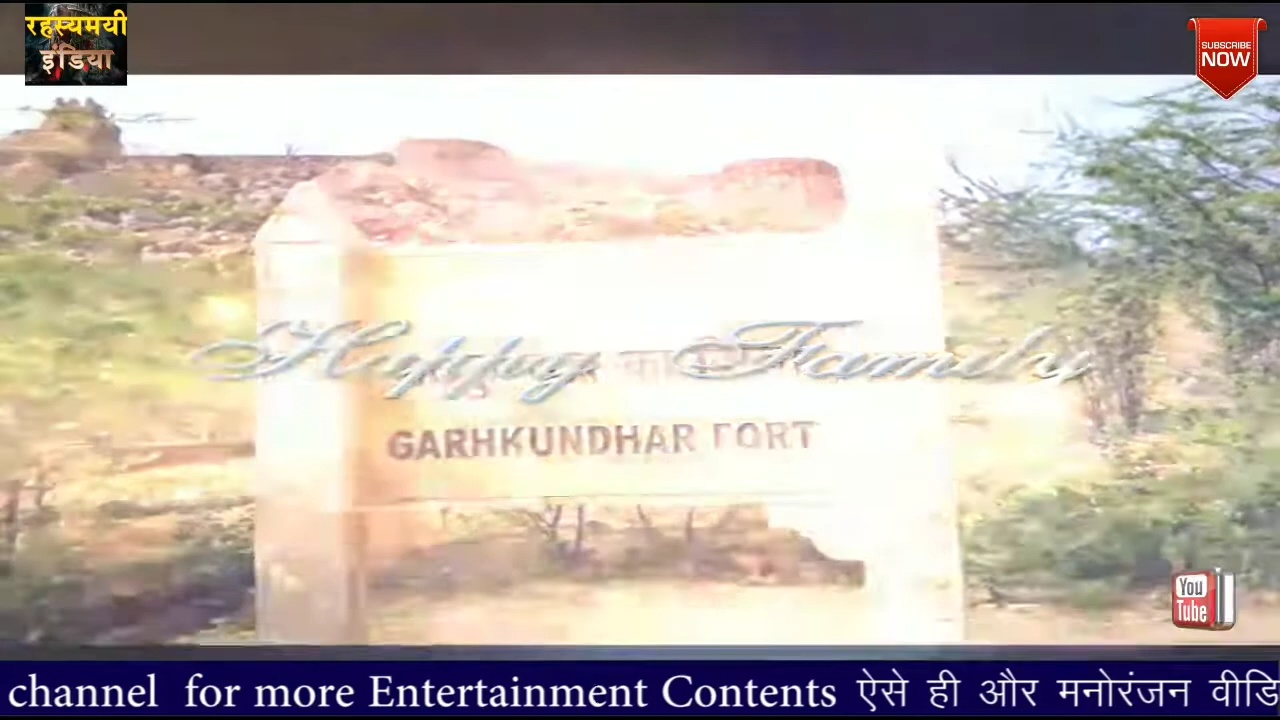 रहस्यमयी
इंडिया
SUBSCRIBE
NOW
Happy Family
GARHKUNDHAR FORT
You
Tube
channel for more Entertainment Contents ऐसे ही और मनोरंजन वीडि